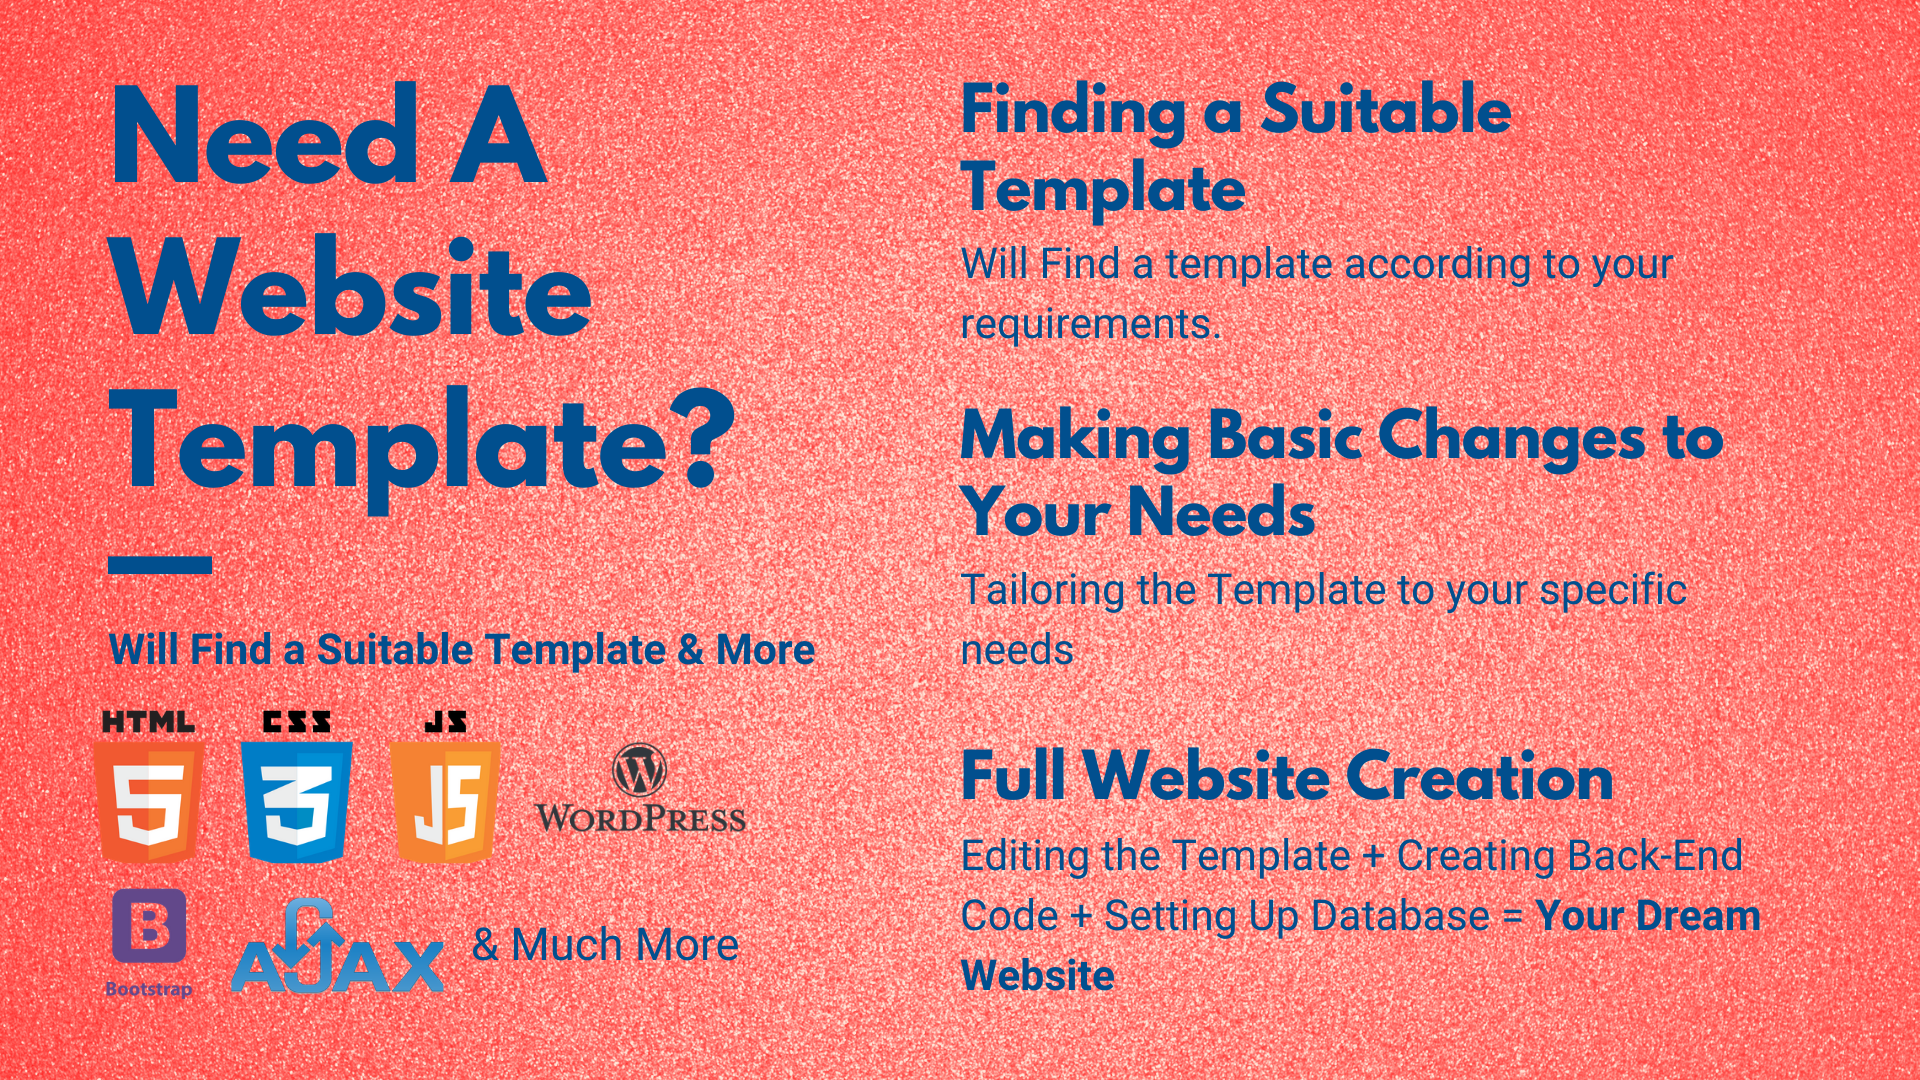 Need A
Website
Template?
Will Find a Suitable Template & More
HTML
5
CSS
3
JS
JS
W
WORDPRESS
B
Bootstrap
AJAX
& Much More
Finding a Suitable
Template
Will Find a template according to your
requirements.
Making Basic Changes to
Your Needs
Tailoring the Template to your specific
needs
Full Website Creation
Editing the Template + Creating Back-End
Code + Setting Up Database = Your Dream
Website